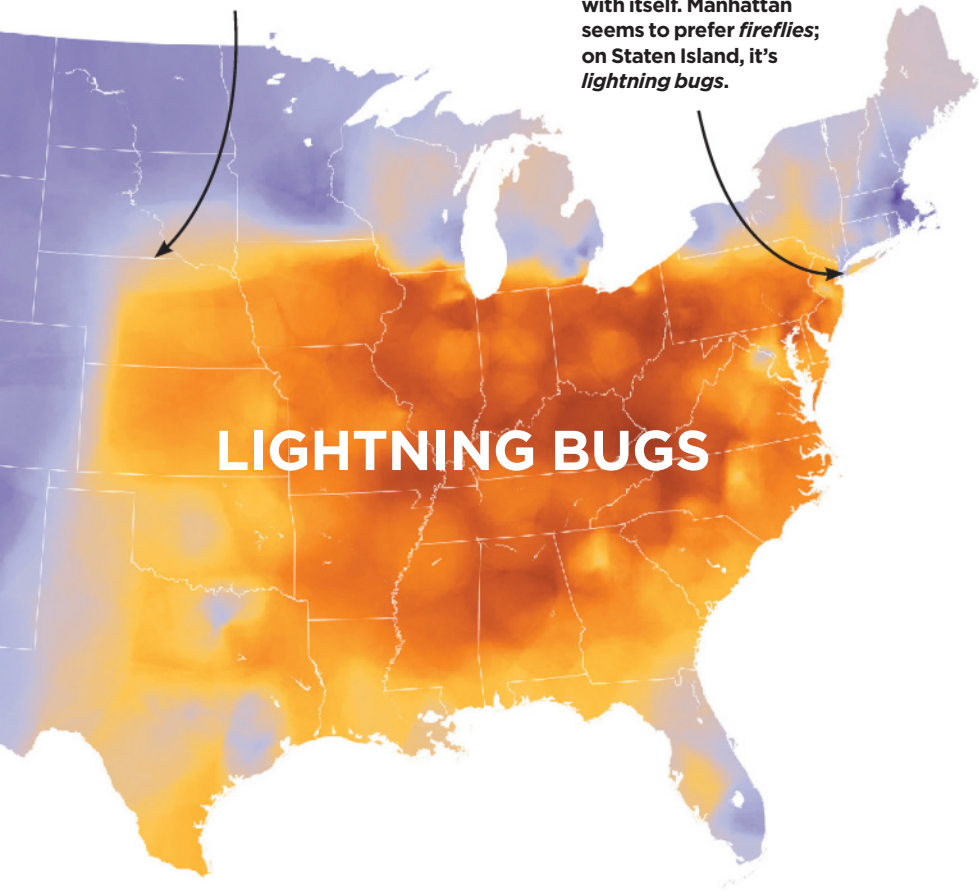 with itself. Manhattan
seems to prefer fireflies;
on Staten Island, it’s
lightning bugs.
LIGHTNING BUGS